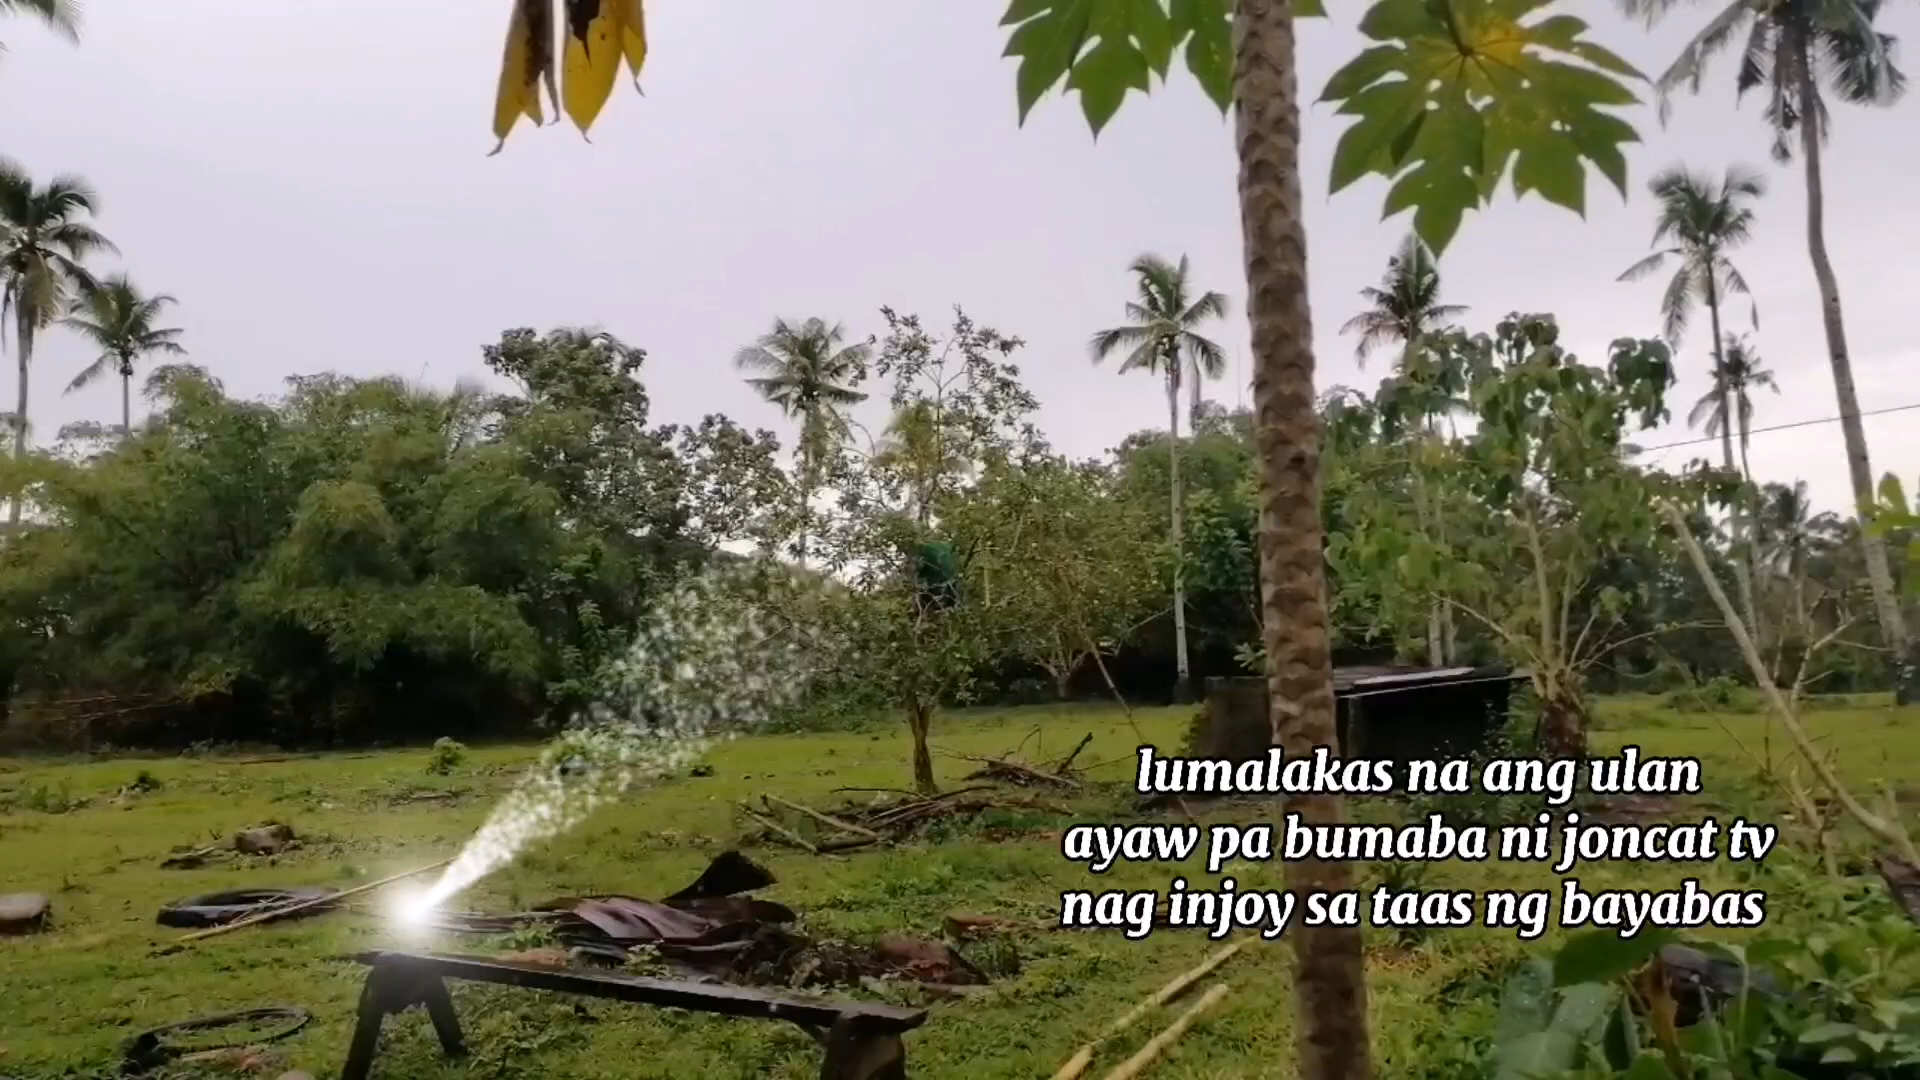 lumalakas na ang ulan
ayaw pa bumaba ni joncat tv
nag injoy sa taas ng bayabas